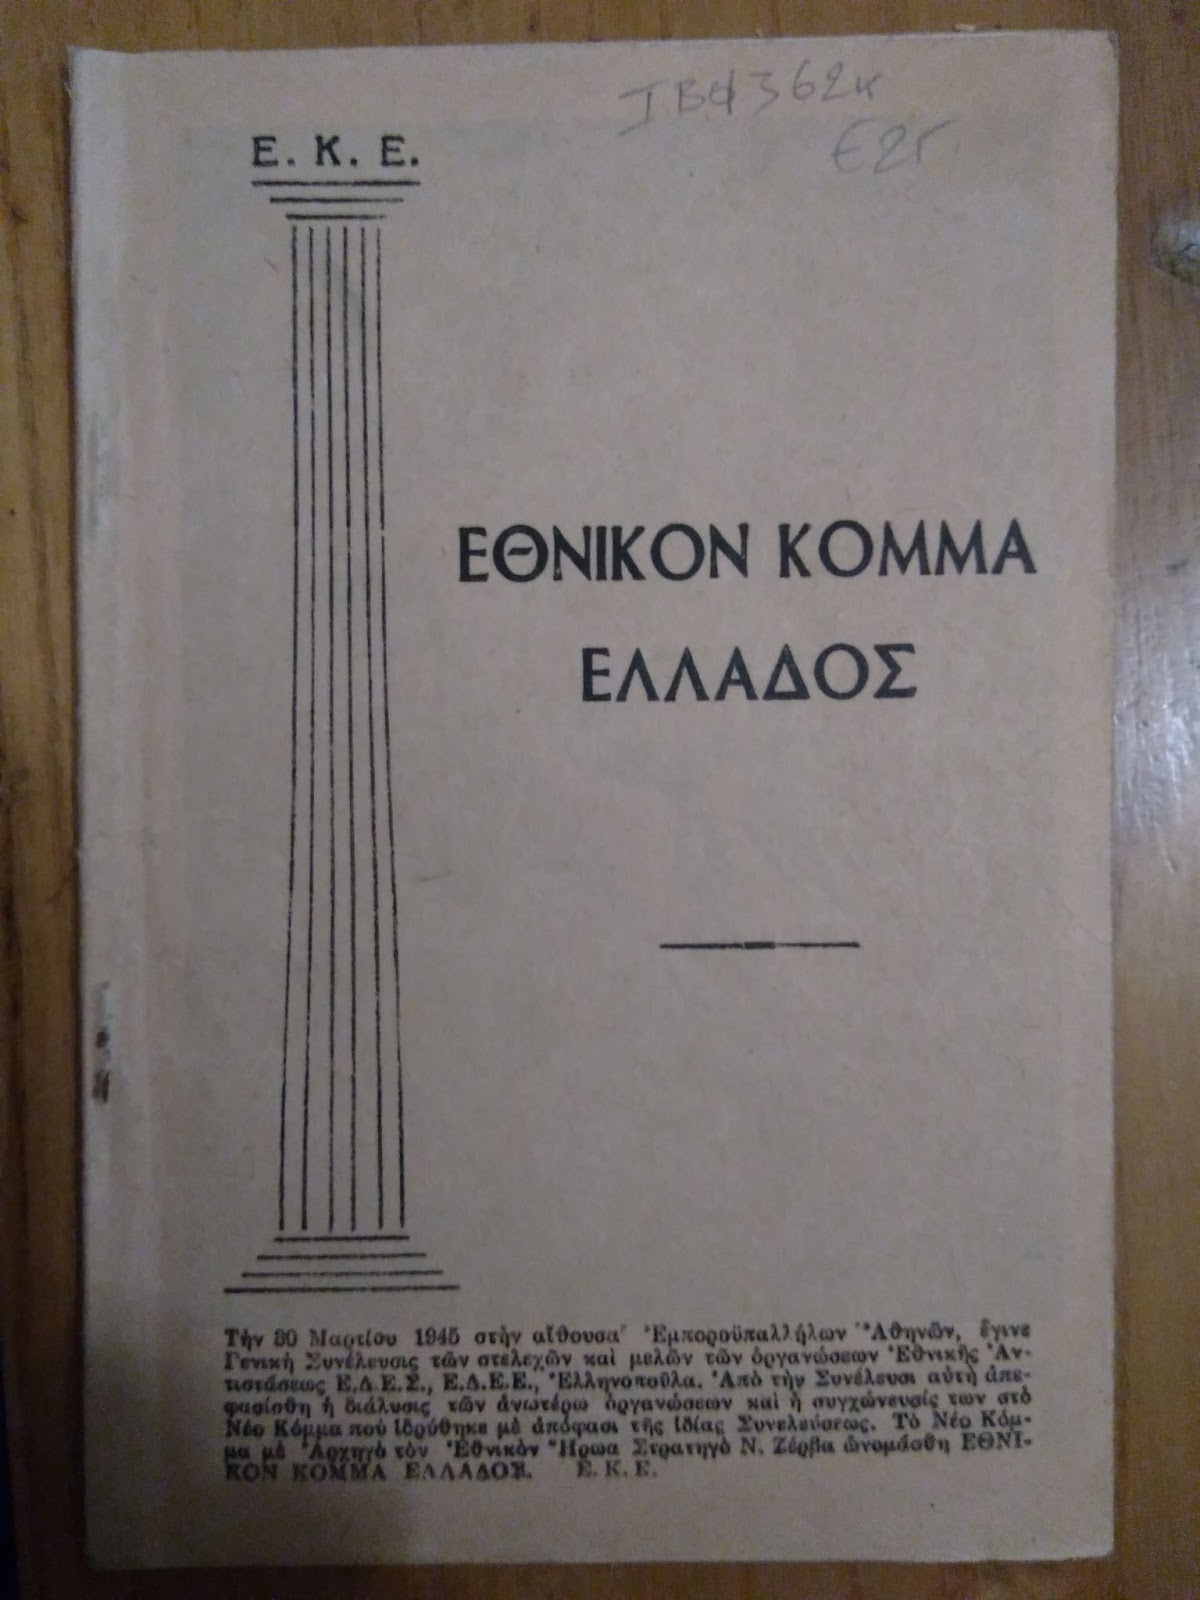 ΙΒΦ362κ
€25
Ε. Κ. Ε.
ΕΘΝΙΚΟΝ ΚΟΜΜΑ
ΕΛΛΑΔΟΣ
Τὴν 30 Μαρτίου 1945 στὴν αἴθουσα Ἐμποροϋπαλλήλων Ἀθηνῶν, ἔγινε
Γενικὴ Συνέλευσις τῶν στελεχῶν καὶ μελῶν τῶν ὀργανώσεων Ἐθνικῆς Ἀν-
τιστάσεως Ε.Δ.Ε.Σ., Ε.Δ.Ε.Ε., Ἑλληνοπούλα. Ἀπὸ τὴν Συνέλευσι αὐτὴ ἀπε-
φασίσθη ἡ διάλυσις τῶν ἀνωτέρω ὀργανώσεων καὶ ἡ συγχώνευσίς των στὸ
Νέο Κόμμα ποὺ ἱδρύθηκε μὲ ἀπόφασι τῆς ἰδίας Συνελεύσεως. Τὸ Νέο Κόμ-
μα μὲ Ἀρχηγὸ τὸν Ἐθνικὸν Ἥρωα Στρατηγὸ Ν. Ζέρβα ὠνομάσθη ΕΘΝΙ-
ΚΟΝ ΚΟΜΜΑ ΕΛΛΑΔΟΣ. Ε. Κ. Ε.